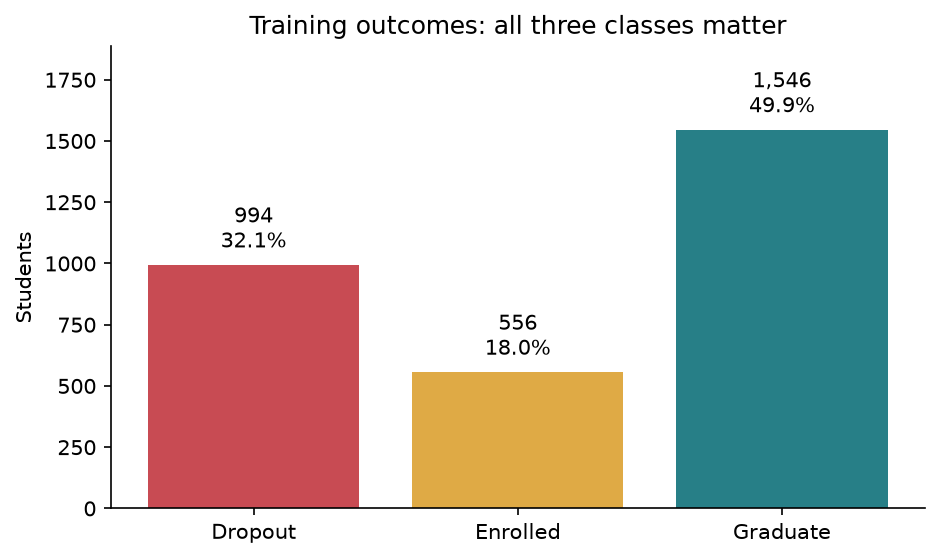 Training outcomes: all three classes matter
Students
1750
1500
1250
1000
750
500
250
0
994
32.1%
556
18.0%
1,546
49.9%
Dropout
Enrolled
Graduate